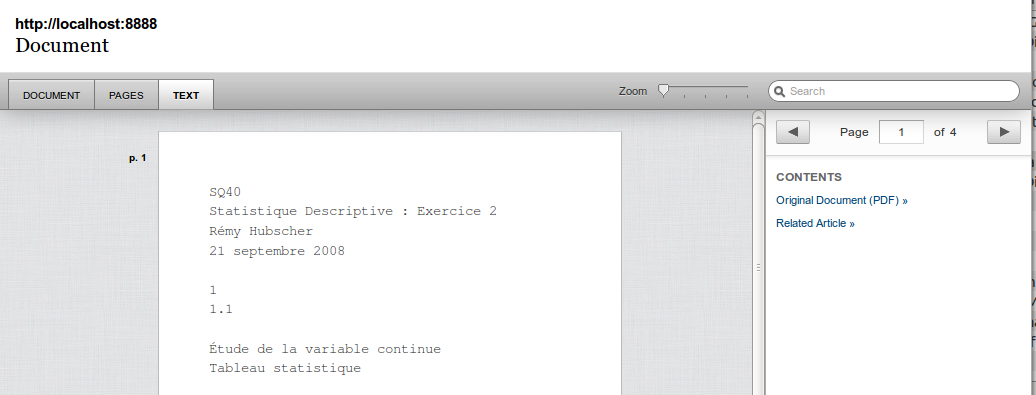 http://localhost:8888
Document
DOCUMENT PAGES TEXT Zoom Search
Page 1 of 4
p. 1
CONTENTS
Original Document (PDF) »
Related Article »
SQ40
Statistique Descriptive : Exercice 2
Rémy Hubscher
21 septembre 2008
1
1.1
Étude de la variable continue
Tableau statistique